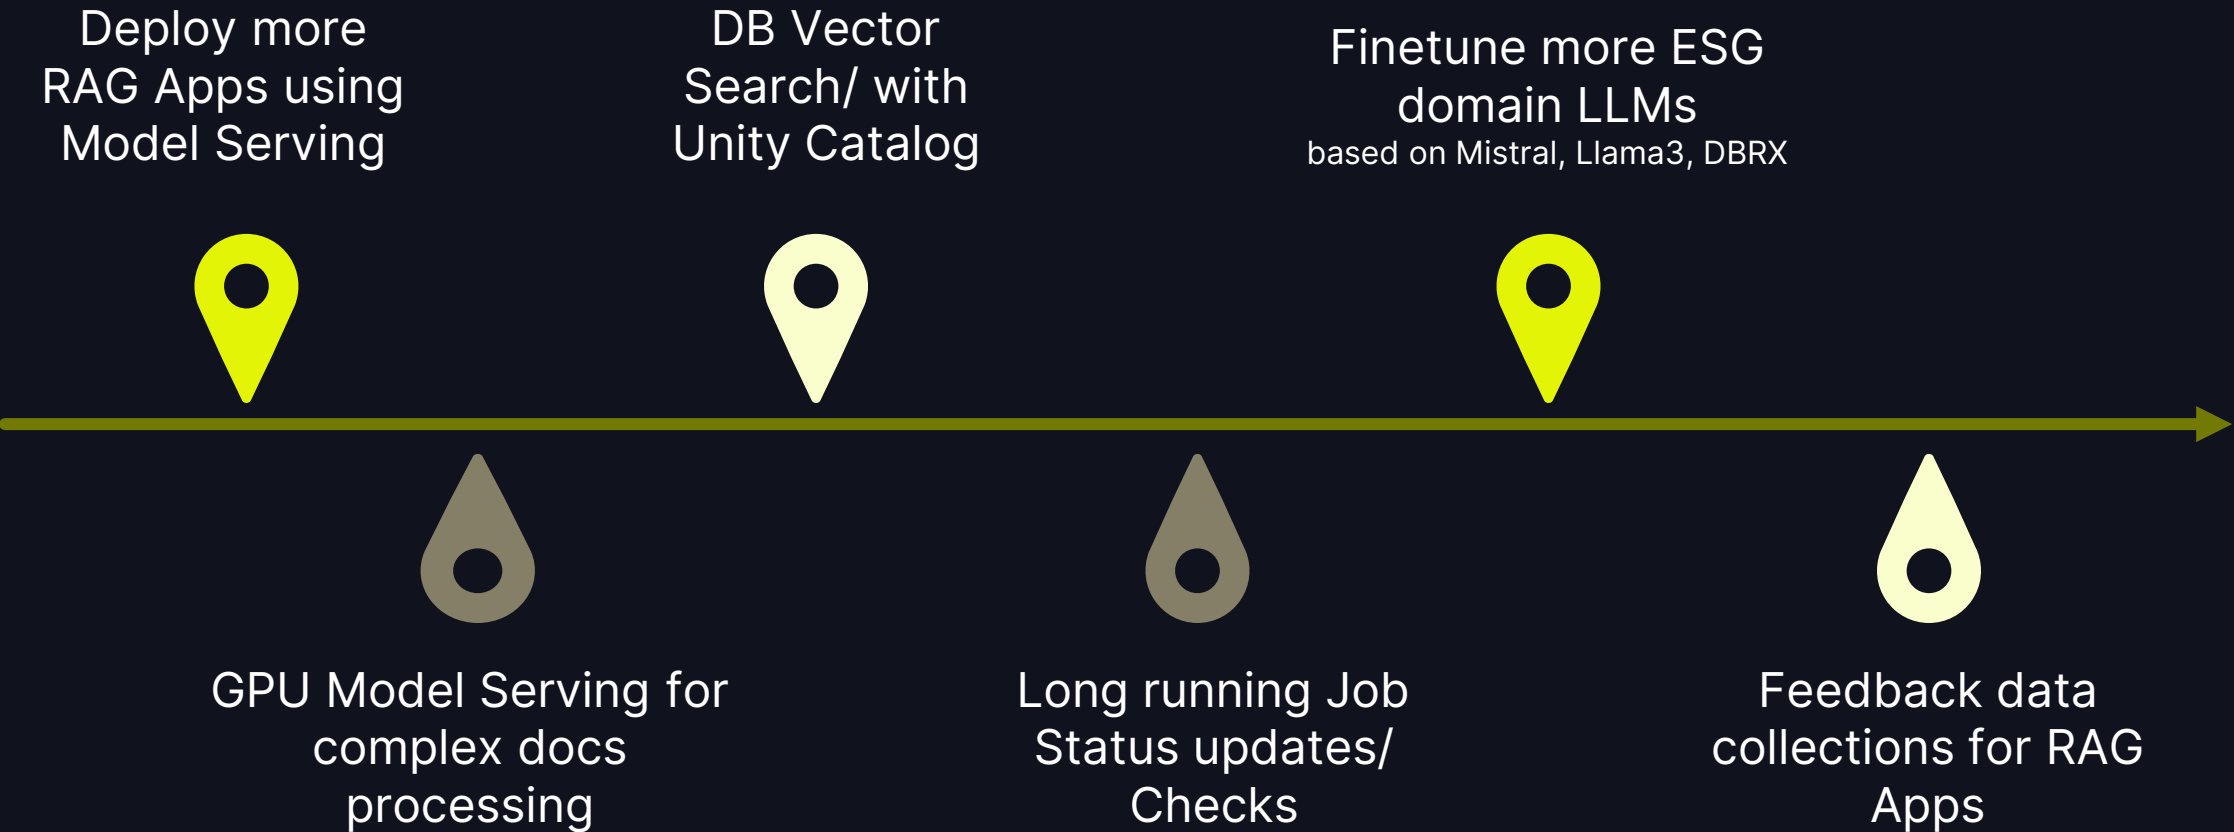 Deploy more
RAG Apps using
Model Serving
DB Vector
Search/ with
Unity Catalog
Finetune more ESG
domain LLMs
based on Mistral, Llama3, DBRX
GPU Model Serving for
complex docs
processing
Long running Job
Status updates/
Checks
Feedback data
collections for RAG
Apps